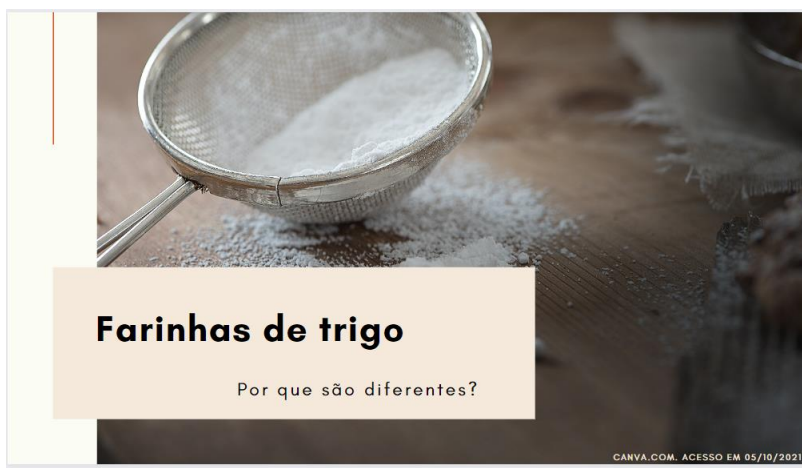 Farinhas de trigo
Por que são diferentes?
CANVA.COM. ACESSO EM 05/10/2021